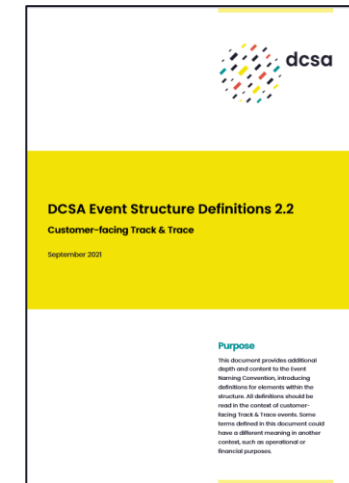 dcsa
DCSA Event Structure Definitions 2.2
Customer-facing Track & Trace
September 2021
Purpose
This document provides additional
depth and content to the Event
Naming Convention, introducing
definitions for elements within the
structure. All definitions should be
read in the context of customer-
facing Track & Trace events. Some
terms defined in this document could
have a different meaning in another
context, such as operational or
financial purposes.